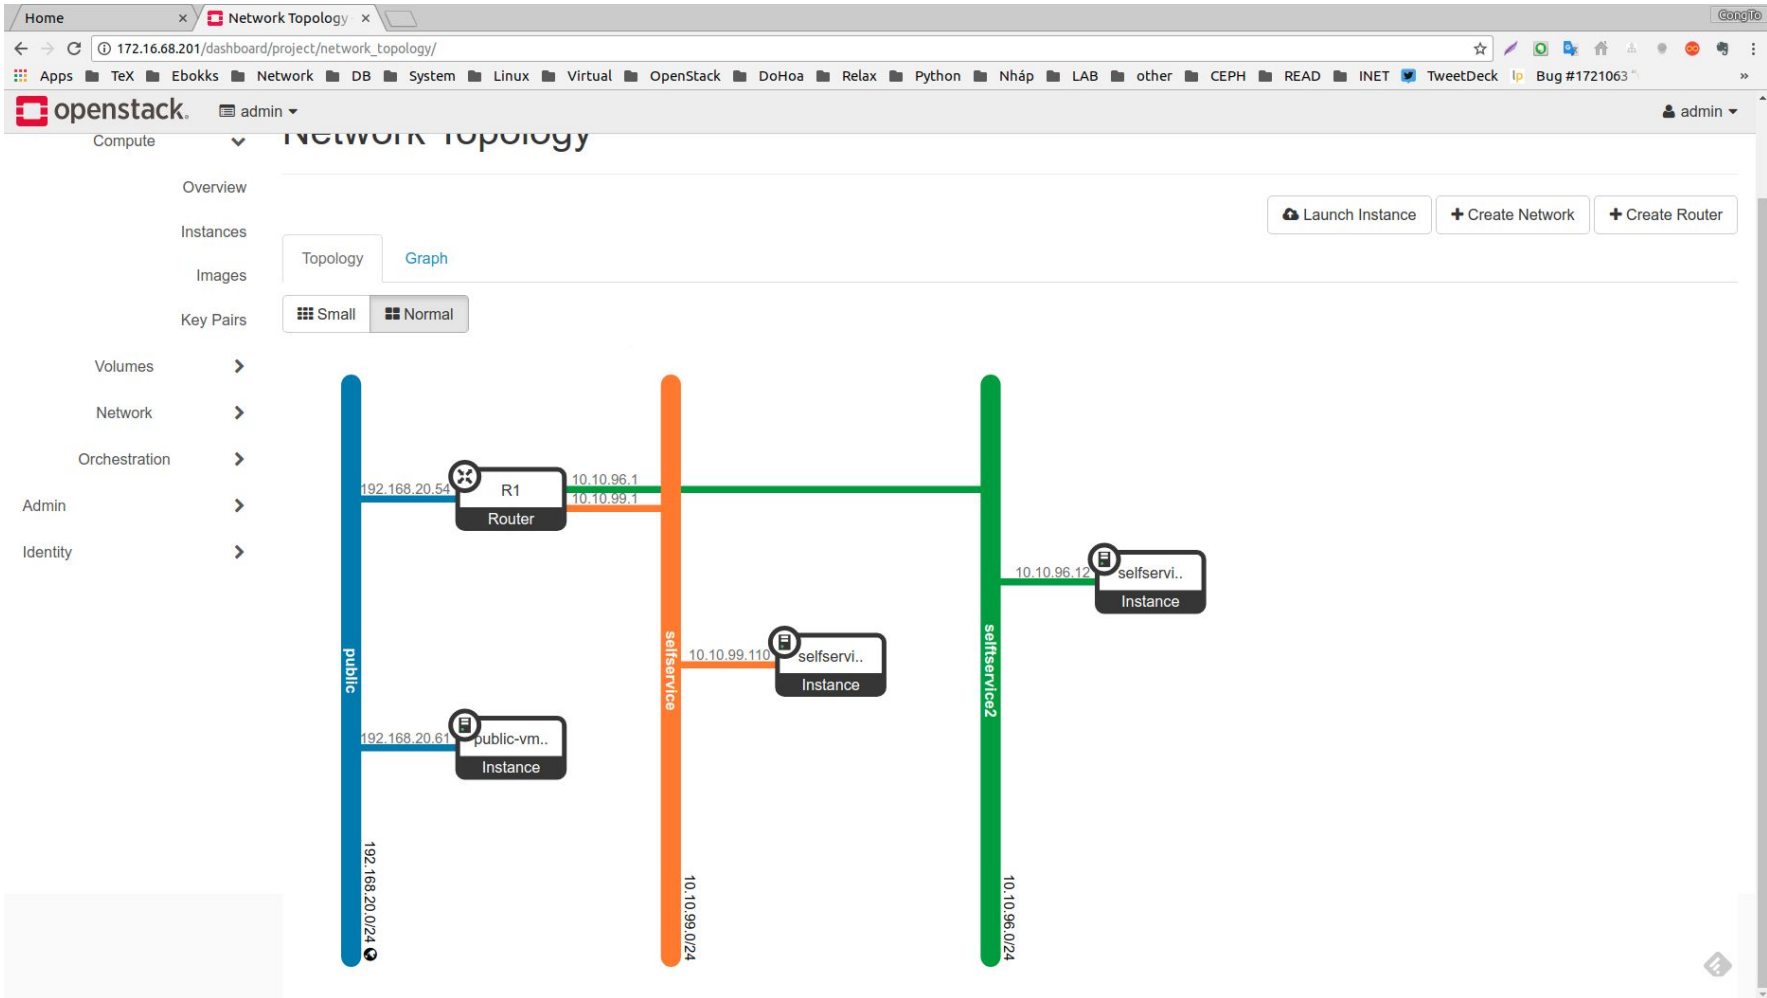 Home
Network Topology
CongTo
172.16.68.201/dashboard/project/network_topology/
Apps TeX Ebokks Network DB System Linux Virtual OpenStack DoHoa Relax Python Nháp LAB other CEPH READ INET TweetDeck Bug #1721063 »
openstack. admin admin
Network Topology
Compute
Overview
Instances
Images
Key Pairs
Volumes
Network
Orchestration
Admin
Identity
Launch Instance + Create Network + Create Router
Topology Graph
Small Normal
192.168.20.54
R1
Router
10.10.96.1
10.10.99.1
10.10.96.12
selfservi..
Instance
10.10.99.110
selfservi..
Instance
192.168.20.61
public-vm..
Instance
public
selfservice
selftservice2
192.168.20.0/24
10.10.99.0/24
10.10.96.0/24